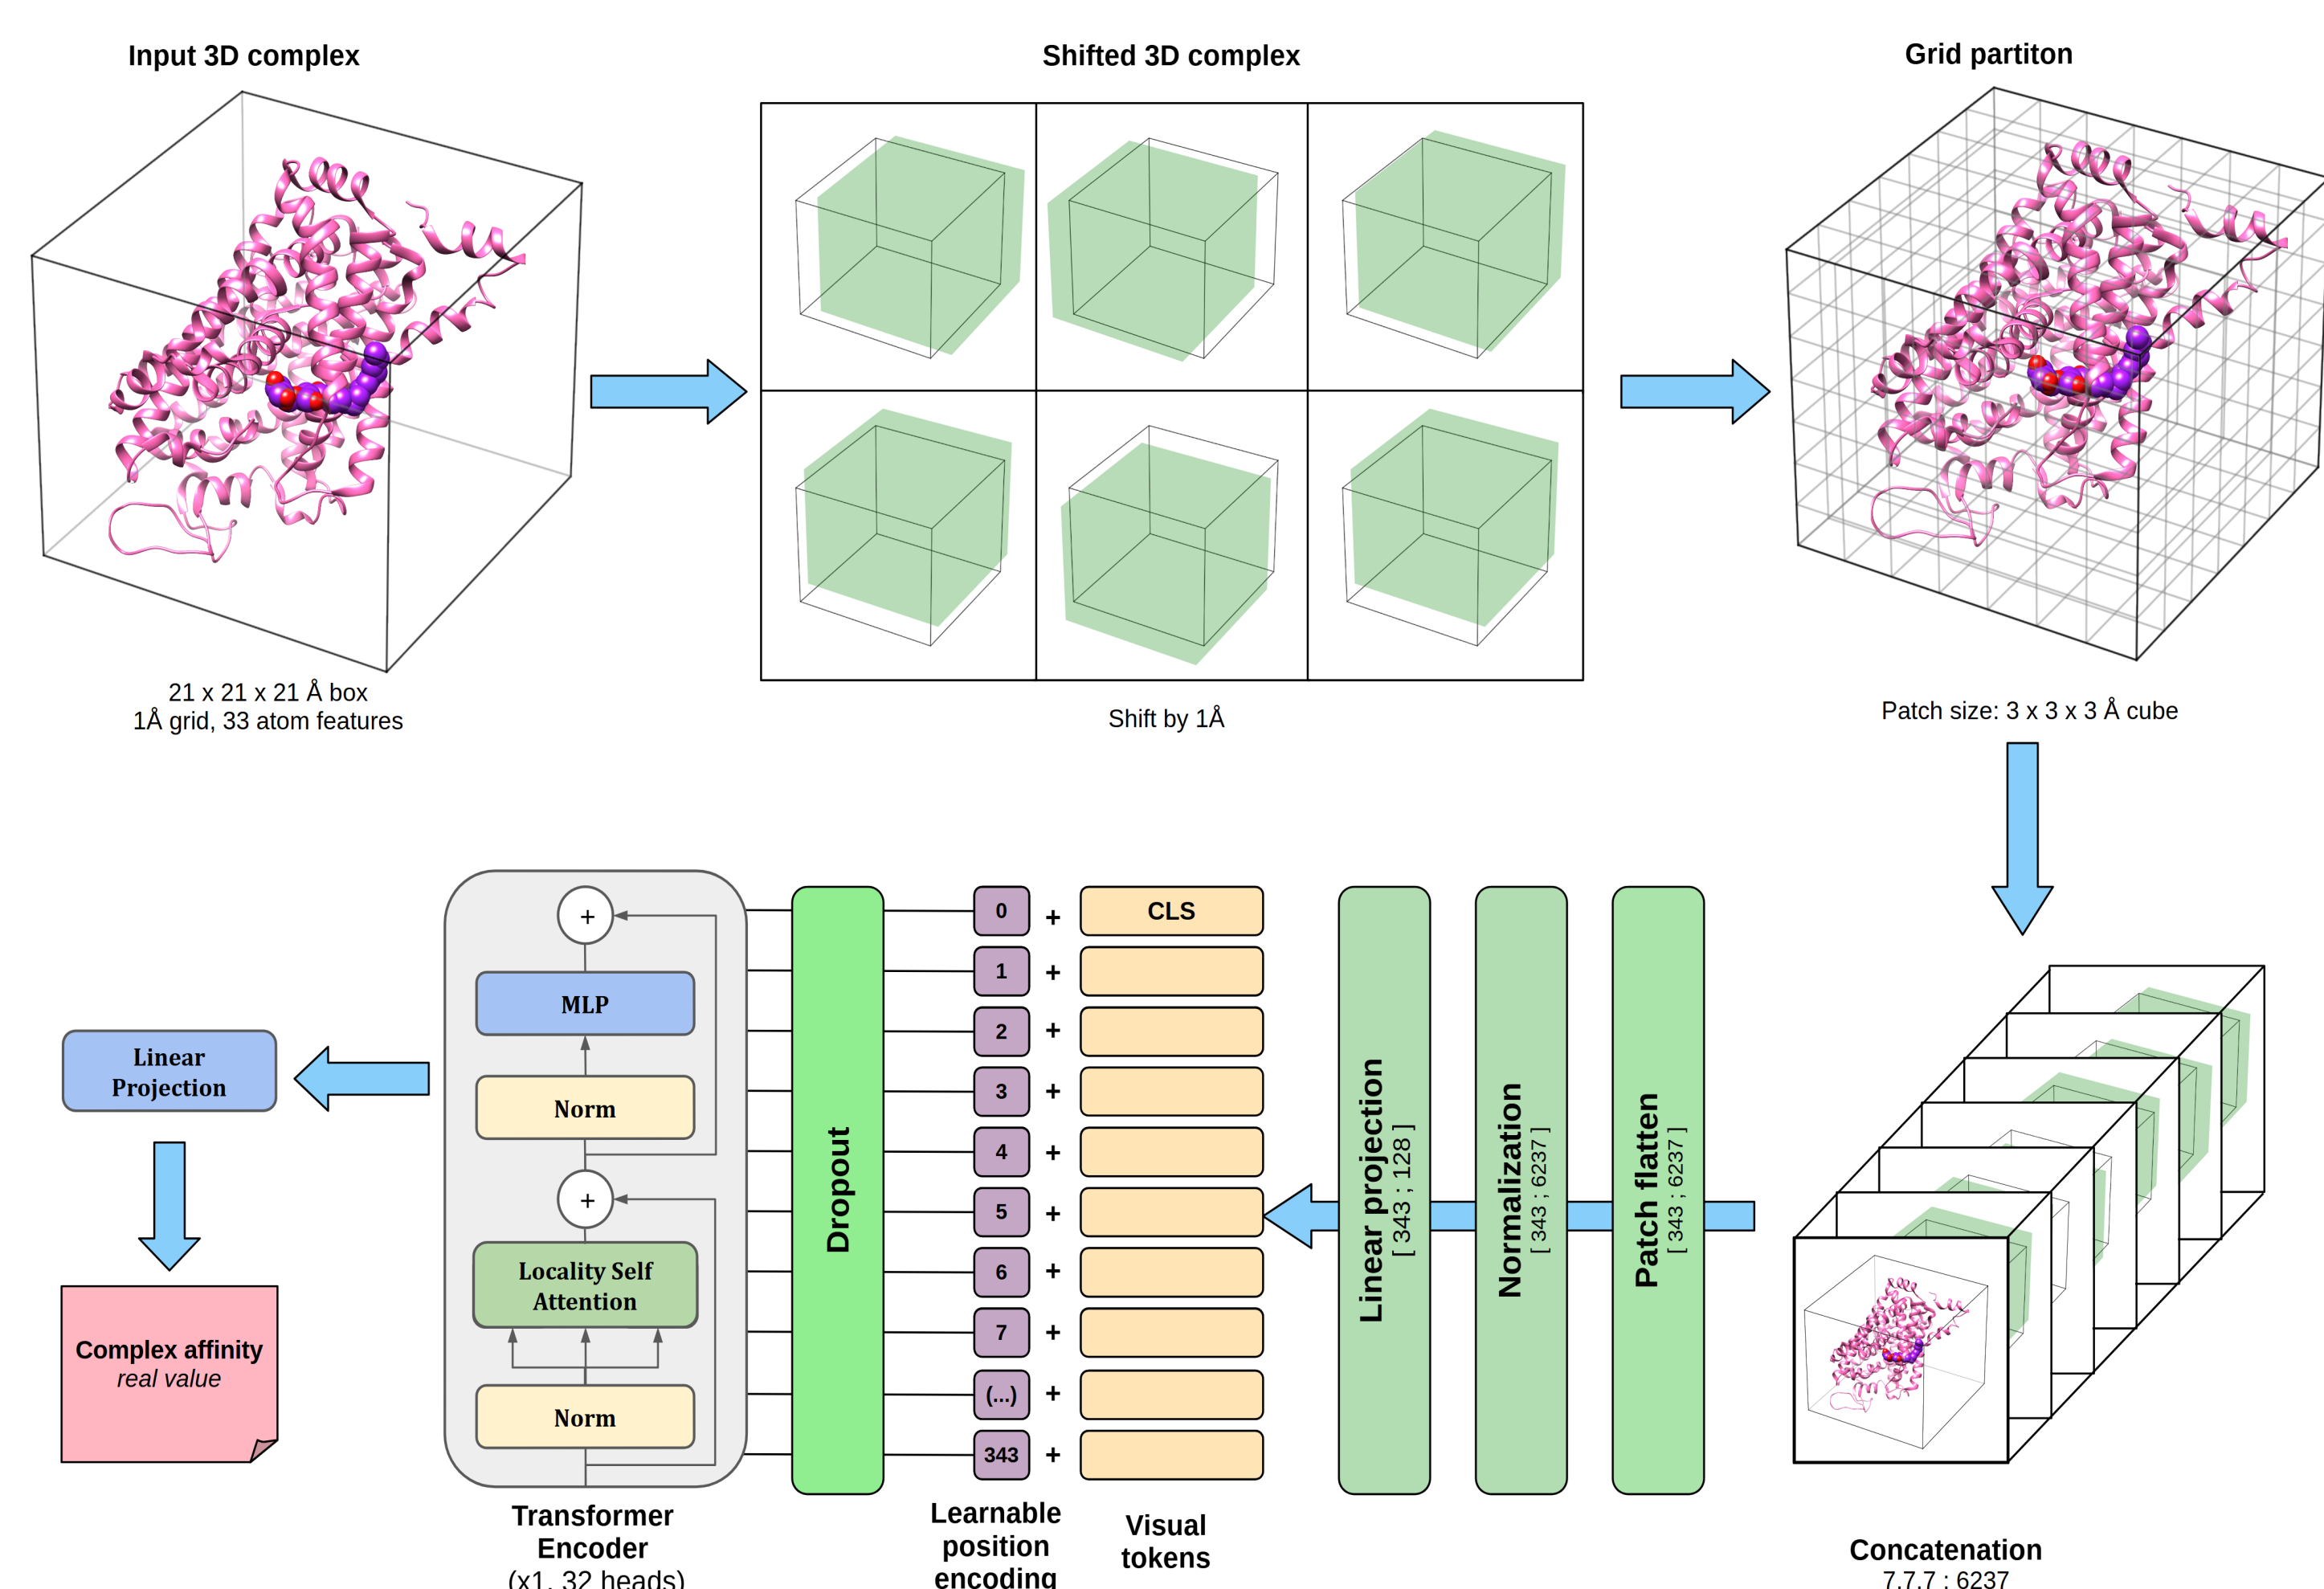 Input 3D complex
Shifted 3D complex
Grid partiton
21 x 21 x 21 Å box
1Å grid, 33 atom features
Shift by 1Å
Patch size: 3 x 3 x 3 Å cube
Linear
Projection
Complex affinity
real value
+
MLP
Norm
+
Locality Self
Attention
Norm
Transformer
Encoder
(x1, 32 heads)
Dropout
0 + CLS
1 +
2 +
3 +
4 +
5 +
6 +
7 +
(...) +
343 +
Learnable
position
encoding
Visual
tokens
Linear projection
[ 343 ; 128 ]
Normalization
[ 343 ; 6237 ]
Patch flatten
[ 343 ; 6237 ]
Concatenation
7,7,7 ; 6237